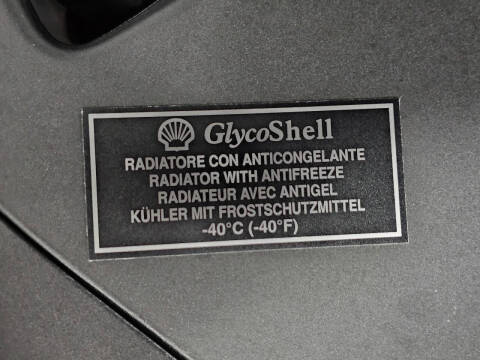 GlycoShell
RADIATORE CON ANTICONGELANTE
RADIATOR WITH ANTIFREEZE
RADIATEUR AVEC ANTIGEL
KÜHLER MIT FROSTSCHUTZMITTEL
-40°C (-40°F)